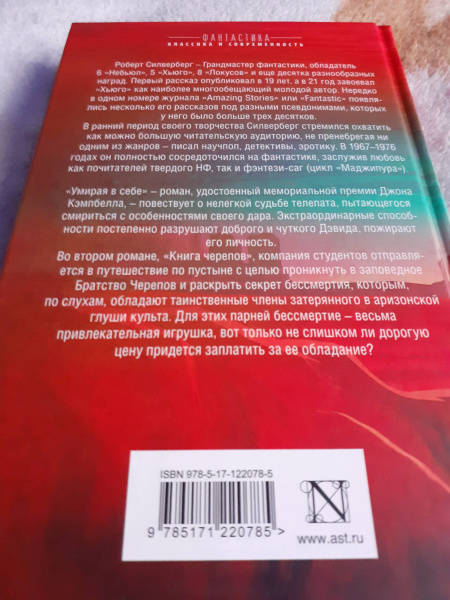 ФАНТАСТИКА
КЛАССИКА И СОВРЕМЕННОСТЬ
Роберт Силверберг – Грандмастер фантастики, обладатель
6 «Небьюл», 5 «Хьюго», 8 «Локусов» и еще десятка разнообразных
наград. Первый рассказ опубликовал в 19 лет, а в 21 год завоевал
«Хьюго» как наиболее многообещающий молодой автор. Нередко
в одном номере журнала «Amazing Stories» или «Fantastic» появля-
лись несколько его рассказов под разными псевдонимами, которых
у него было больше трех десятков.
В ранний период своего творчества Силверберг стремился охватить
как можно большую читательскую аудиторию, не пренебрегая ни
одним из жанров – писал научпоп, детективы, эротику. В 1967–1976
годах он полностью сосредоточился на фантастике, заслужив любовь
как почитателей твердого НФ, так и фэнтези-саг (цикл «Маджипура»).
«Умирая в себе» – роман, удостоенный мемориальной премии Джона
Кэмпбелла, – повествует о нелегкой судьбе телепата, пытающегося
смириться с особенностями своего дара. Экстраординарные способ-
ности постепенно разрушают доброго и чуткого Дэвида, пожирают
его личность.
Во втором романе, «Книга черепов», компания студентов отправля-
ется в путешествие по пустыне с целью проникнуть в заповедное
Братство Черепов и раскрыть секрет бессмертия, которым,
по слухам, обладают таинственные члены затерянного в аризонской
глуши культа. Для этих парней бессмертие – весьма
привлекательная игрушка, вот только не слишком ли дорогую
цену придется заплатить за ее обладание?
ISBN 978-5-17-122078-5
9 785171 220785 >
N
www.ast.ru